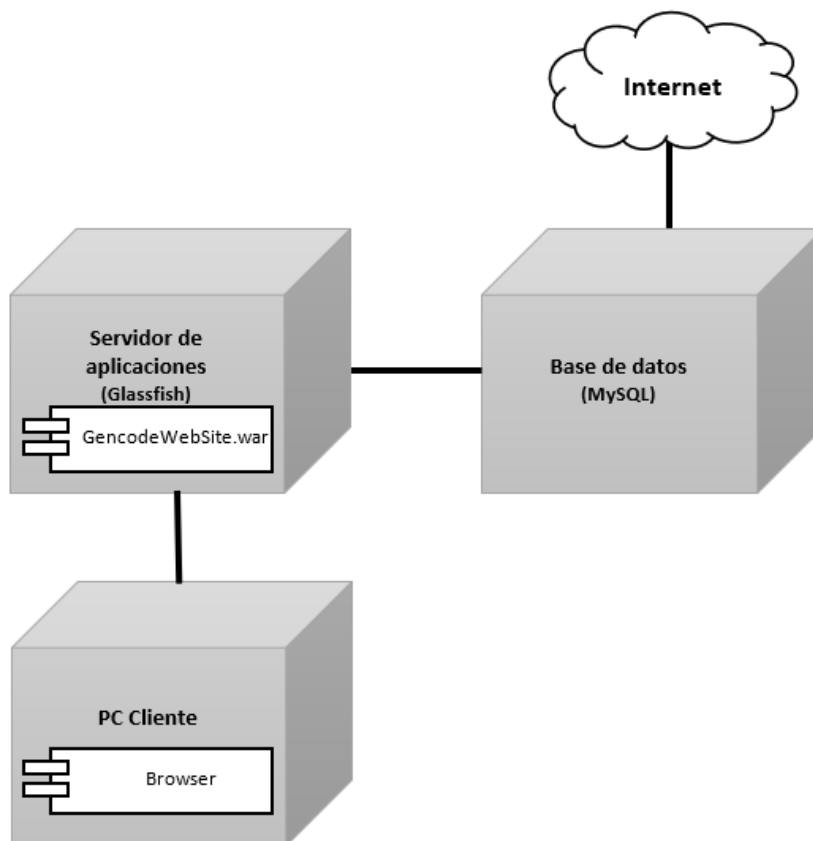 Internet
Servidor de
aplicaciones
(Glassfish)
GencodeWebSite.war
Base de datos
(MySQL)
PC Cliente
Browser